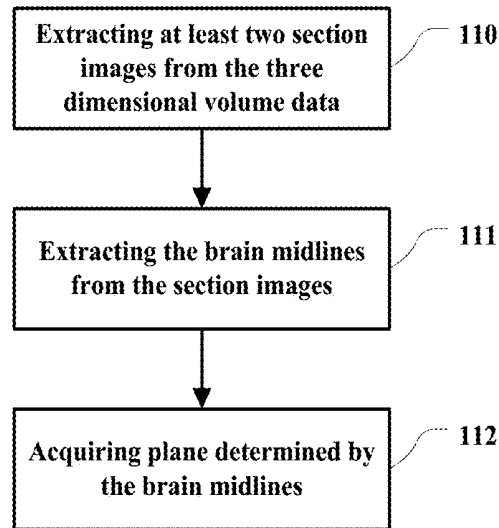 Extracting at least two section
images from the three
dimensional volume data
110
Extracting the brain midlines
from the section images
111
Acquiring plane determined by
the brain midlines
112